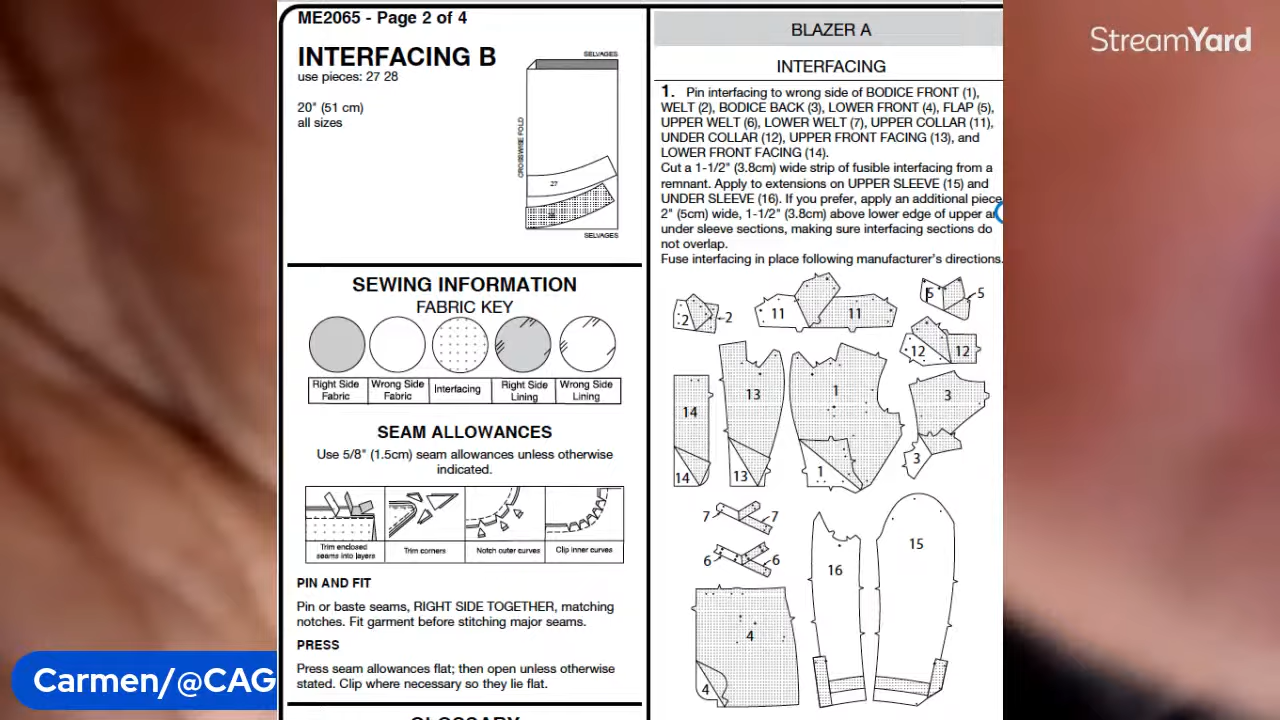 ME2065 - Page 2 of 4
INTERFACING B
use pieces: 27 28
20" (51 cm)
all sizes
SELVAGES
CROSSWISE FOLD
27
SELVAGES
SEWING INFORMATION
FABRIC KEY
Right Side Fabric
Wrong Side Fabric
Interfacing
Right Side Lining
Wrong Side Lining
SEAM ALLOWANCES
Use 5/8" (1.5cm) seam allowances unless otherwise
indicated.
Trim enclosed
seams into layers
Trim corners
Notch outer curves
Clip inner curves
PIN AND FIT
Pin or baste seams, RIGHT SIDE TOGETHER, matching
notches. Fit garment before stitching major seams.
PRESS
Press seam allowances flat; then open unless otherwise
stated. Clip where necessary so they lie flat.
GLOSSARY
BLAZER A
INTERFACING
1. Pin interfacing to wrong side of BODICE FRONT (1),
WELT (2), BODICE BACK (3), LOWER FRONT (4), FLAP (5),
UPPER WELT (6), LOWER WELT (7), UPPER COLLAR (11),
UNDER COLLAR (12), UPPER FRONT FACING (13), and
LOWER FRONT FACING (14).
Cut a 1-1/2" (3.8cm) wide strip of fusible interfacing from a
remnant. Apply to extensions on UPPER SLEEVE (15) and
UNDER SLEEVE (16). If you prefer, apply an additional piece
2" (5cm) wide, 1-1/2" (3.8cm) above lower edge of upper an
under sleeve sections, making sure interfacing sections do
not overlap.
Fuse interfacing in place following manufacturer's directions.
2 2 11 11 5 5
12 12
14 13 1 3
14 13 1 3
7 7
6 6
16 15
4
4
StreamYard
Carmen/@CAG